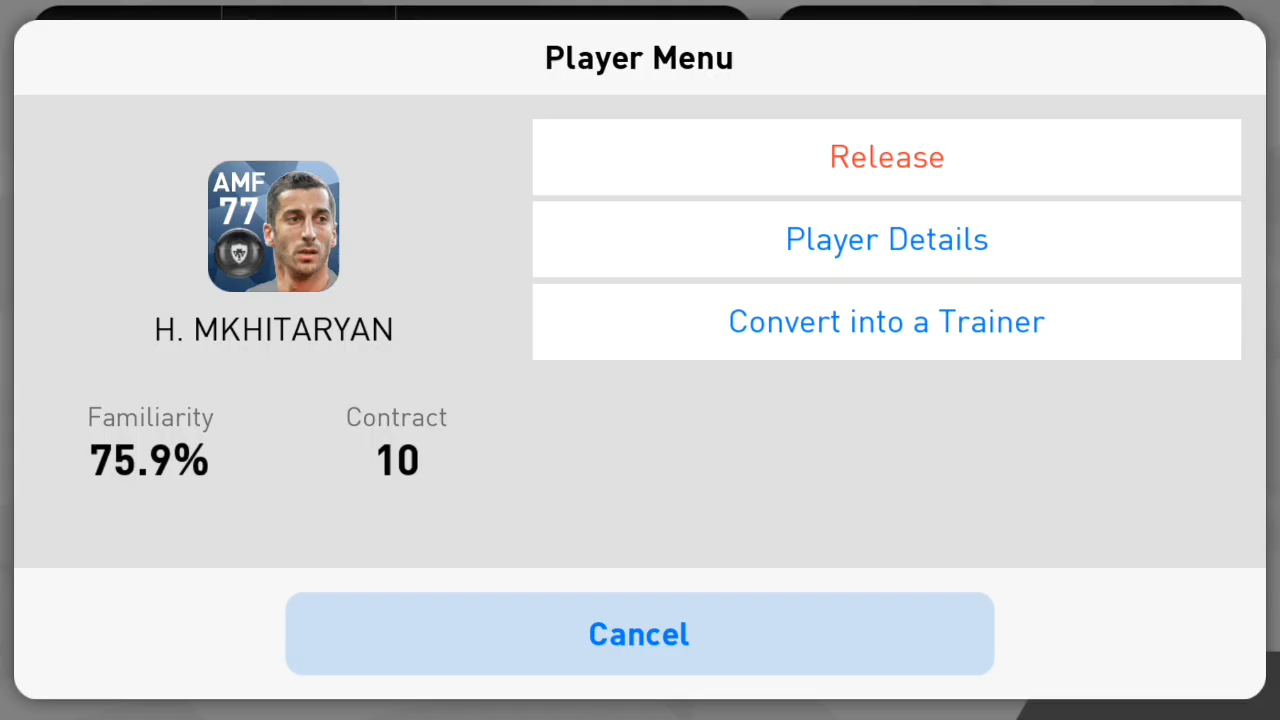 Player Menu
AMF
77
H. MKHITARYAN
Familiarity
Contract
75.9%
10
Release
Player Details
Convert into a Trainer
Cancel